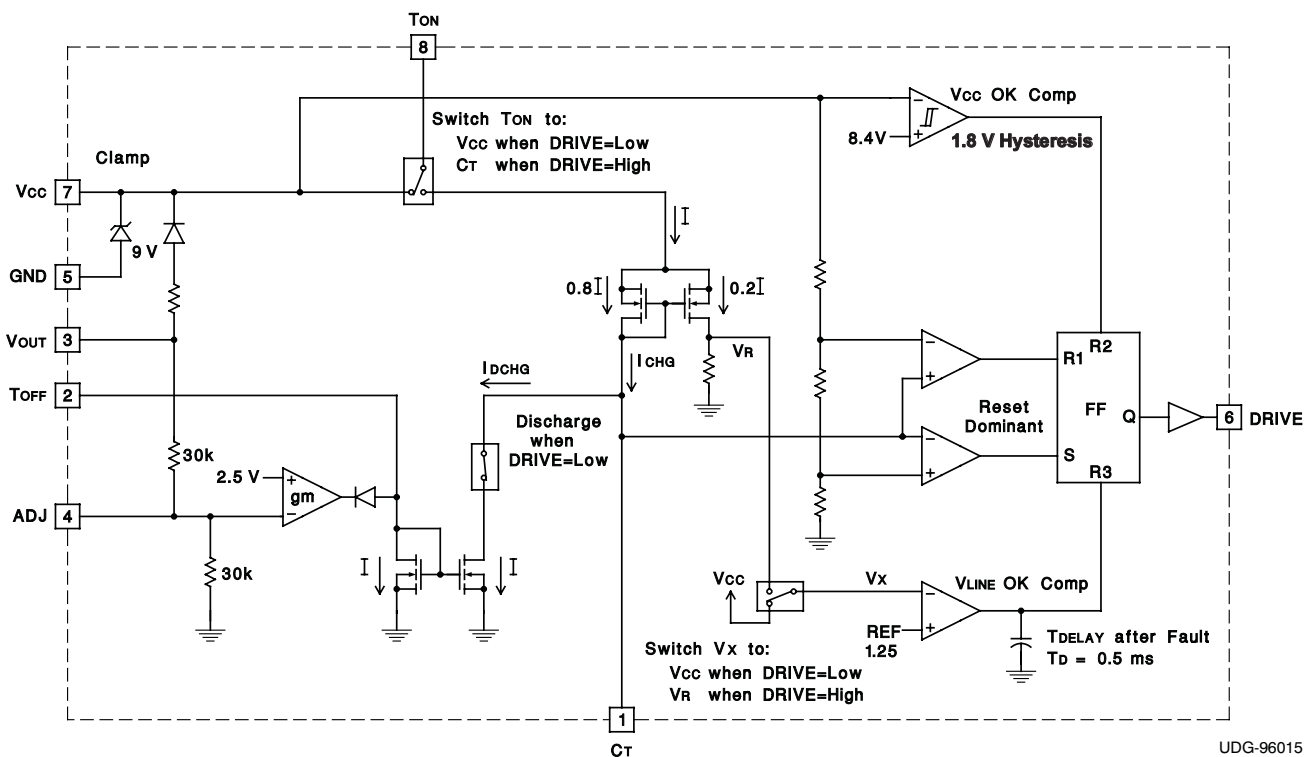 TON
8
Switch TON to:
VCC when DRIVE=Low
CT when DRIVE=High
VCC OK Comp
8.4V
1.8 V Hysteresis
Clamp
VCC
7
9 V
GND
5
I
0.8I
0.2I
VOUT
3
VR
ICHG
IDCHG
TOFF
2
R1
R2
Discharge
when
DRIVE=Low
Reset
Dominant
FF
Q
6
DRIVE
30k
2.5 V
gm
S
R3
ADJ
4
30k
I
I
VCC
VX
VLINE OK Comp
REF
1.25
TDELAY after Fault
TD = 0.5 ms
Switch VX to:
VCC when DRIVE=Low
VR when DRIVE=High
1
CT
UDG-96015